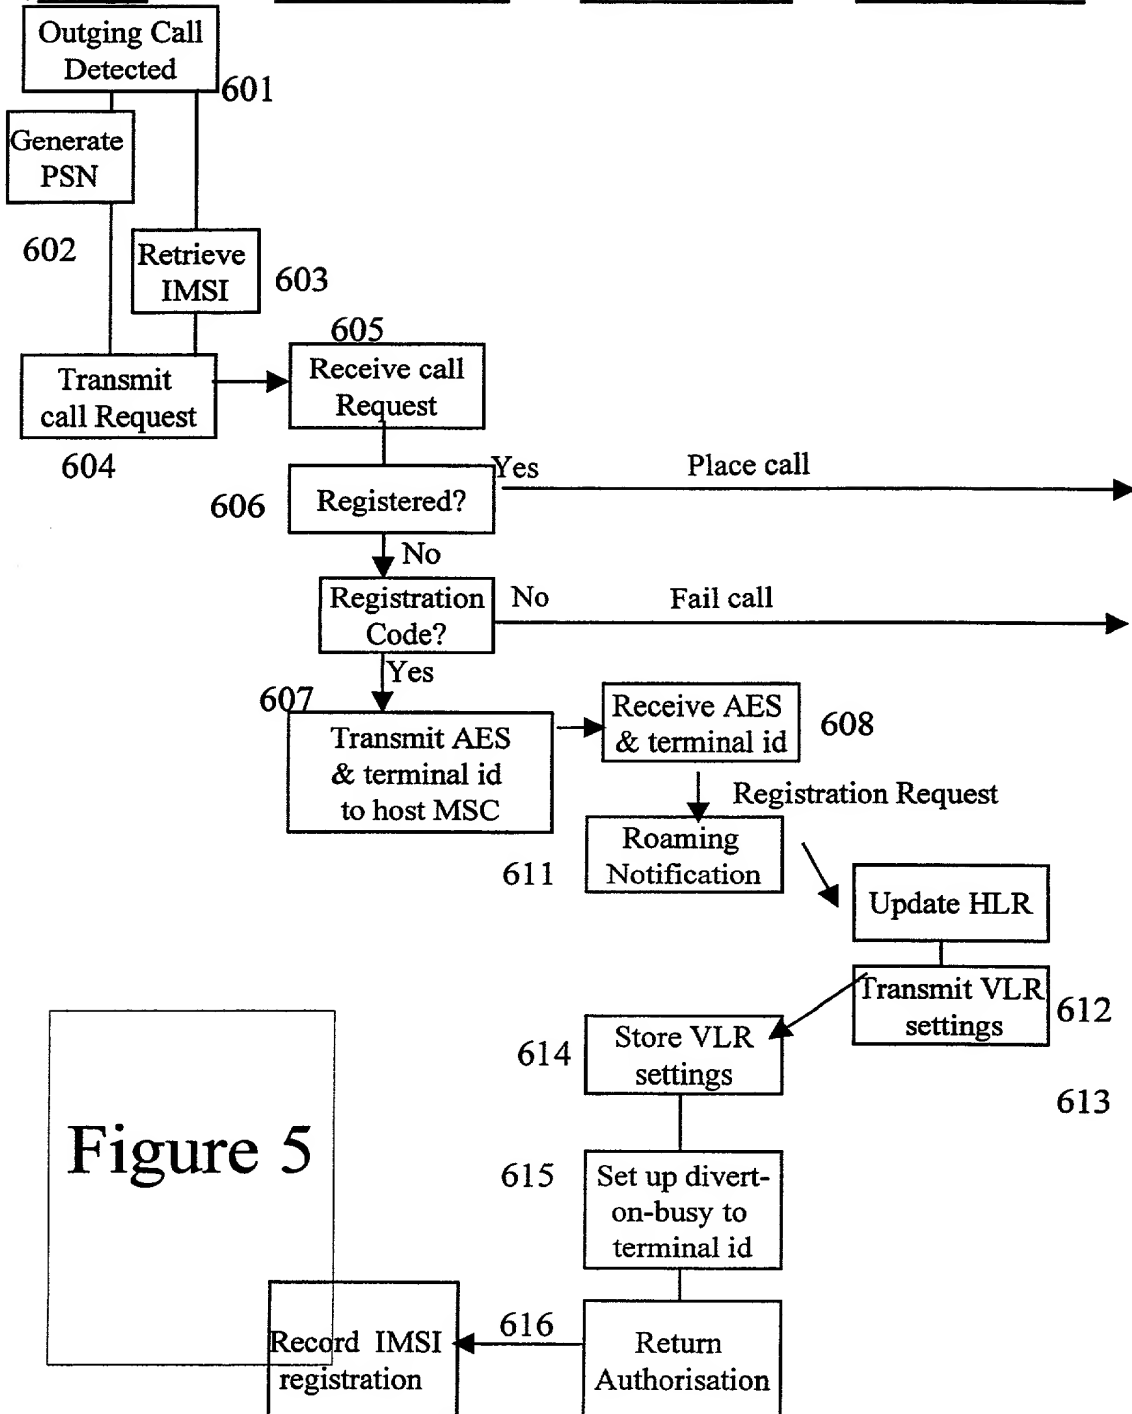 Outging Call
Detected
601
Generate
PSN
602
Retrieve
IMSI
603
605
Transmit
call Request
604
Receive call
Request
Yes
Place call
606
Registered?
No
Registration
Code?
No
Fail call
Yes
607
Transmit AES
& terminal id
to host MSC
Receive AES
& terminal id
608
Registration Request
Roaming
Notification
611
Update HLR
Transmit VLR
settings
612
614
Store VLR
settings
613
Figure 5
615
Set up divert-
on-busy to
terminal id
616
Record IMSI
registration
Return
Authorisation